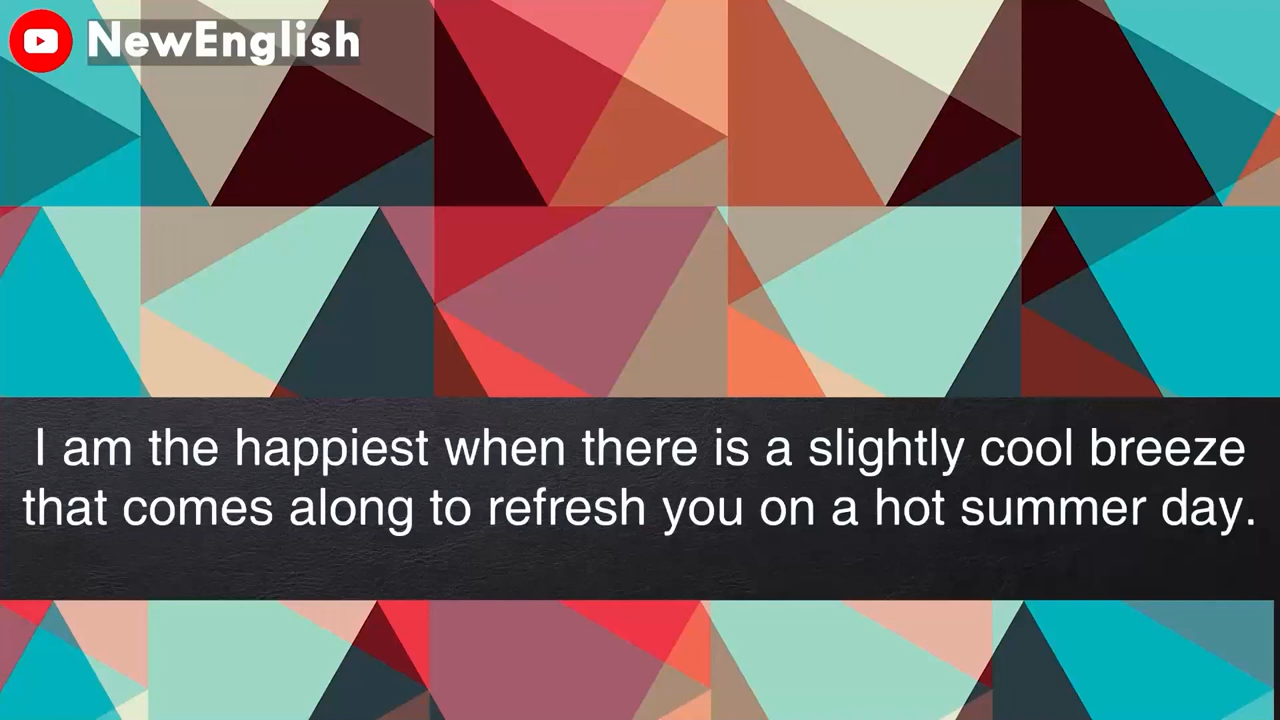 NewEnglish
I am the happiest when there is a slightly cool breeze
that comes along to refresh you on a hot summer day.